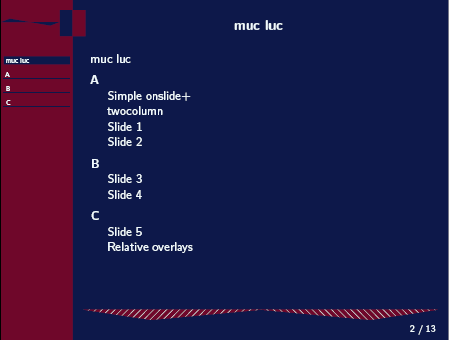 muc luc
muc luc
A
B
C
muc luc
A
Simple onslide+
twocolumn
Slide 1
Slide 2
B
Slide 3
Slide 4
C
Slide 5
Relative overlays
2 / 13